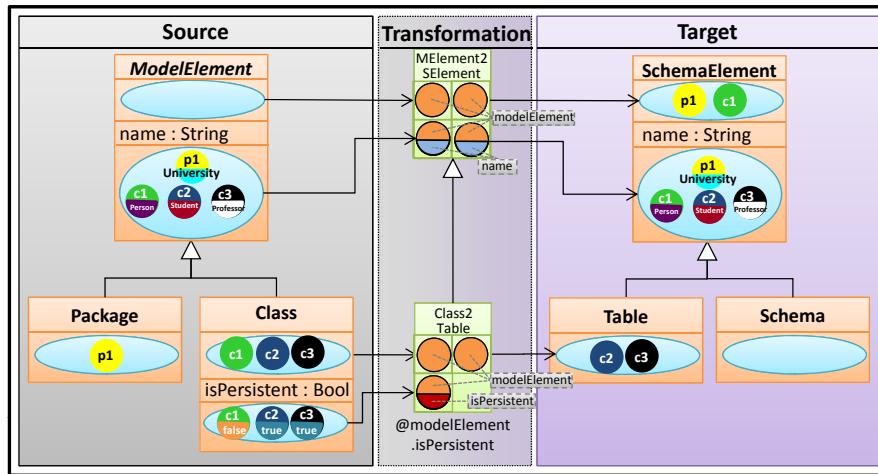 Source
Transformation
Target
ModelElement
name : String
p1
University
c1
Person
c2
Student
c3
Professor
Package
p1
Class
c1
c2
c3
isPersistent : Bool
c1
false
c2
true
c3
true
MElement2
SElement
modelElement
name
Class2
Table
modelElement
isPersistent
@modelElement
.isPersistent
SchemaElement
p1
c1
name : String
p1
University
c1
Person
c2
Student
c3
Professor
Table
c2
c3
Schema